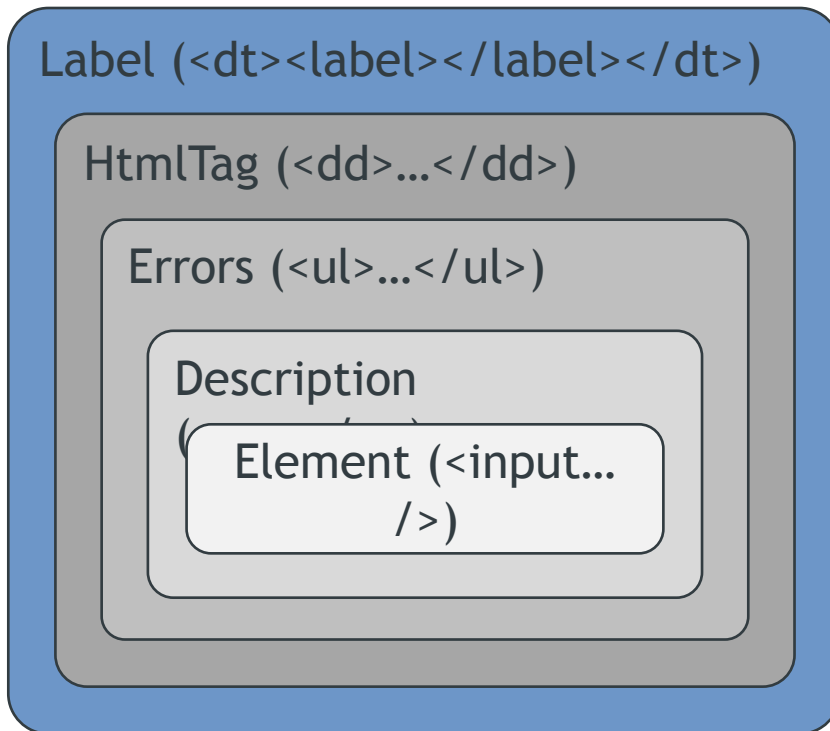 Label (<dt><label></label></dt>)
HtmlTag (<dd>…</dd>)
Errors (<ul>…</ul>)
Description
Element (<input…
/>)